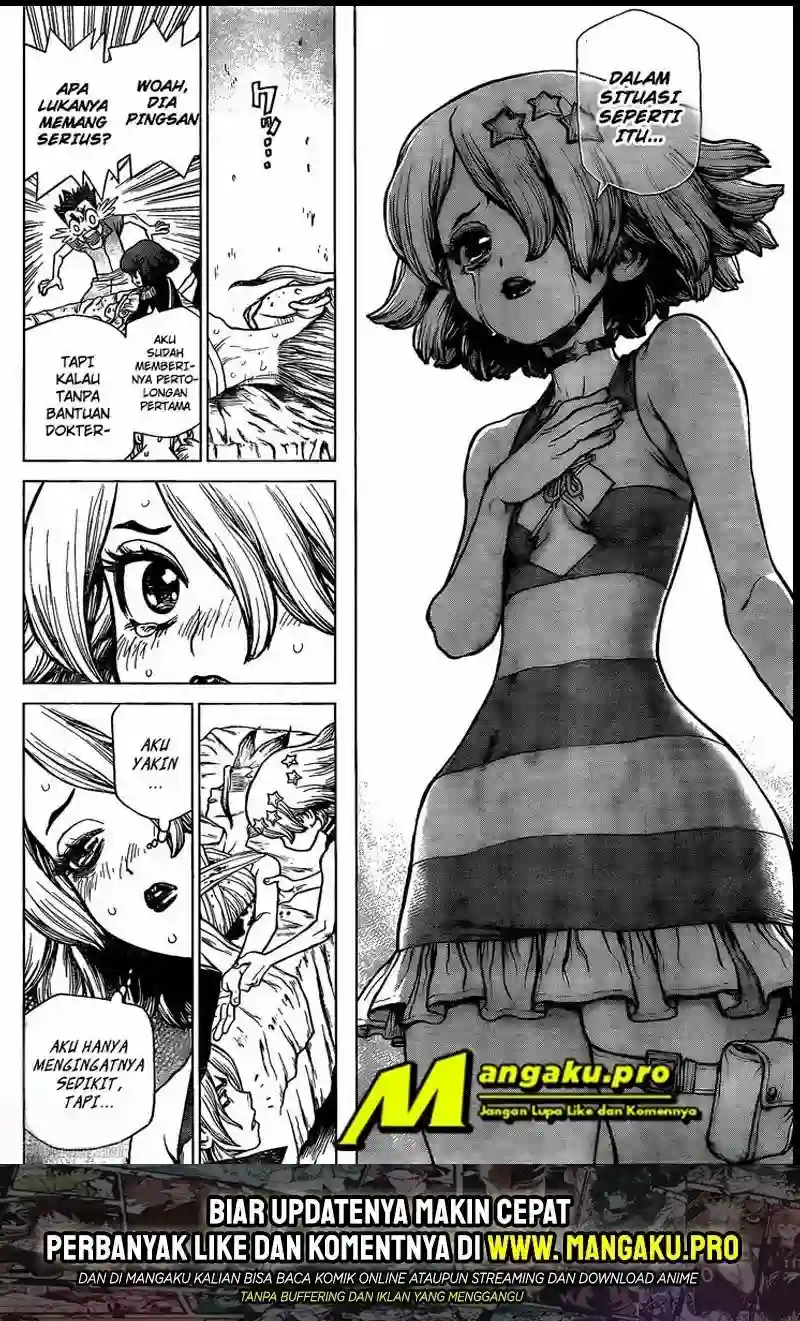 DALAM
SITUASI
SEPERTI
ITU...
WOAH,
DIA
PINGSAN
APA
LUKANYA
MEMANG
SERIUS?
AKU
SUDAH
MEMBERI-
NYA PERTO-
LONGAN
PERTAMA
TAPI
KALAU
TANPA
BANTUAN
DOKTER-
AKU
YAKIN
...
AKU HANYA
MENGINGATNYA
SEDIKIT,
TAPI...
Mangaku.pro
Jangan Lupa Like dan Komennya
BIAR UPDATENYA MAKIN CEPAT
PERBANYAK LIKE DAN KOMENTNYA DI WWW. MANGAKU.PRO
DAN DI MANGAKU KALIAN BISA BACA KOMIK ONLINE ATAUPUN STREAMING DAN DOWNLOAD ANIME
TANPA BUFFERING DAN IKLAN YANG MENGGANGU